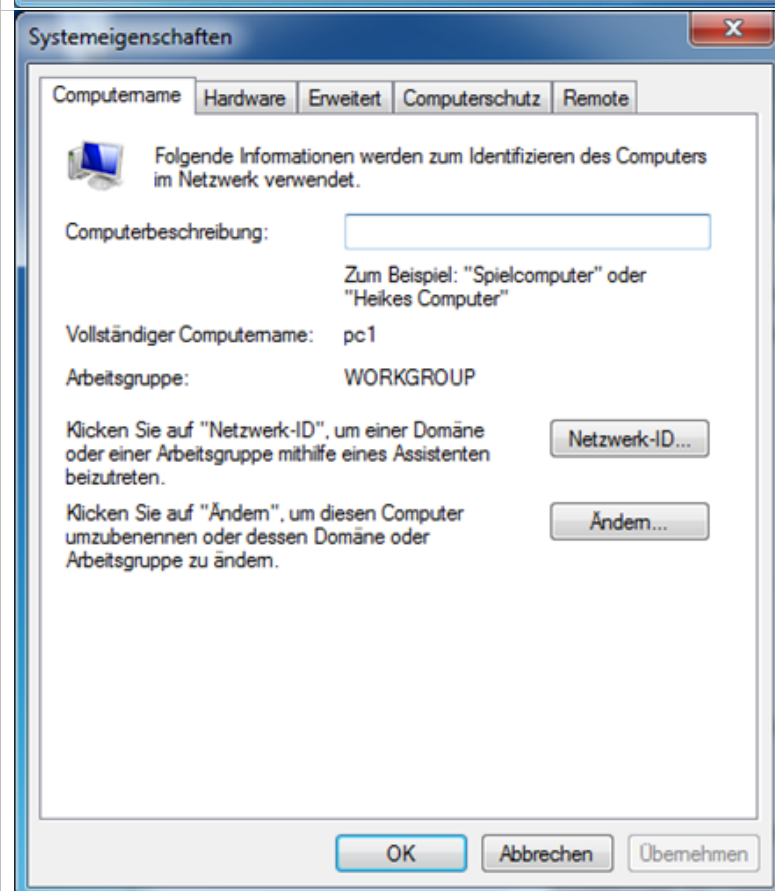 Systemeigenschaften
Computername Hardware Erweitert Computerschutz Remote
Folgende Informationen werden zum Identifizieren des Computers
im Netzwerk verwendet.
Computerbeschreibung:
Zum Beispiel: "Spielcomputer" oder
"Heikes Computer"
Vollständiger Computername: pc1
Arbeitsgruppe: WORKGROUP
Klicken Sie auf "Netzwerk-ID", um einer Domäne
oder einer Arbeitsgruppe mithilfe eines Assistenten
beizutreten.
Netzwerk-ID...
Klicken Sie auf "Ändern", um diesen Computer
umzubenennen oder dessen Domäne oder
Arbeitsgruppe zu ändern.
Ändern...
OK Abbrechen Übernehmen